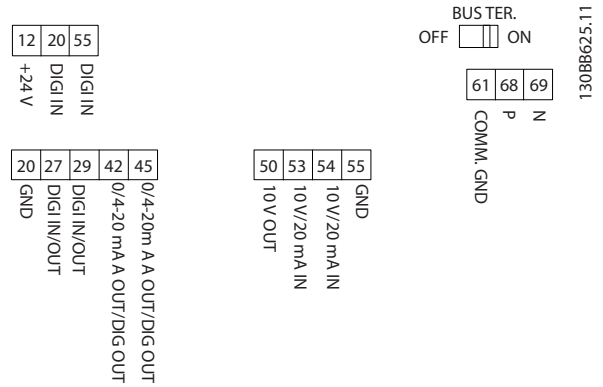 BUS TER.
OFF ON
130BB625.11
12 20 55
+24 V
DIGI IN
DIGI IN
61 68 69
COMM. GND
P
N
20 27 29 42 45
GND
DIGI IN/OUT
DIGI IN/OUT
0/4-20 mA A OUT/DIG OUT
0/4-20m A A OUT/DIG OUT
50 53 54 55
10 V OUT
10 V/20 mA IN
10 V/20 mA IN
GND